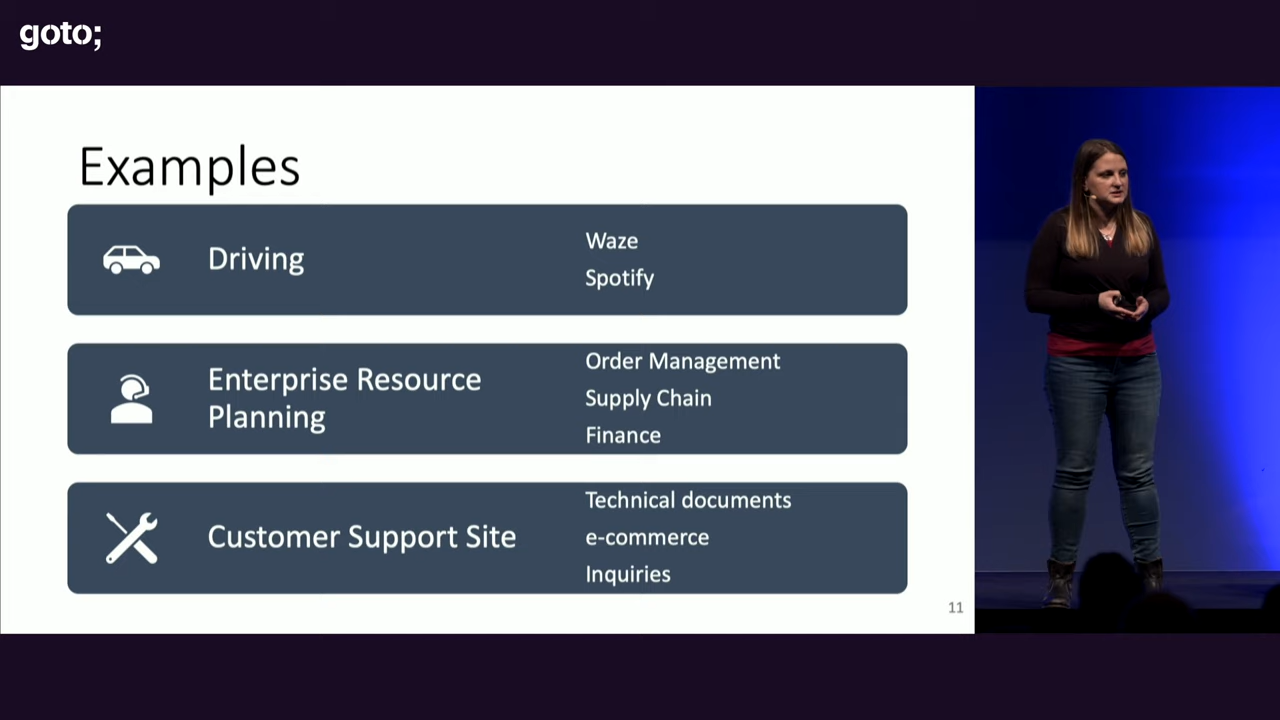 goto;
Examples
Driving
Waze
Spotify
Enterprise Resource
Planning
Order Management
Supply Chain
Finance
Customer Support Site
Technical documents
e-commerce
Inquiries
11